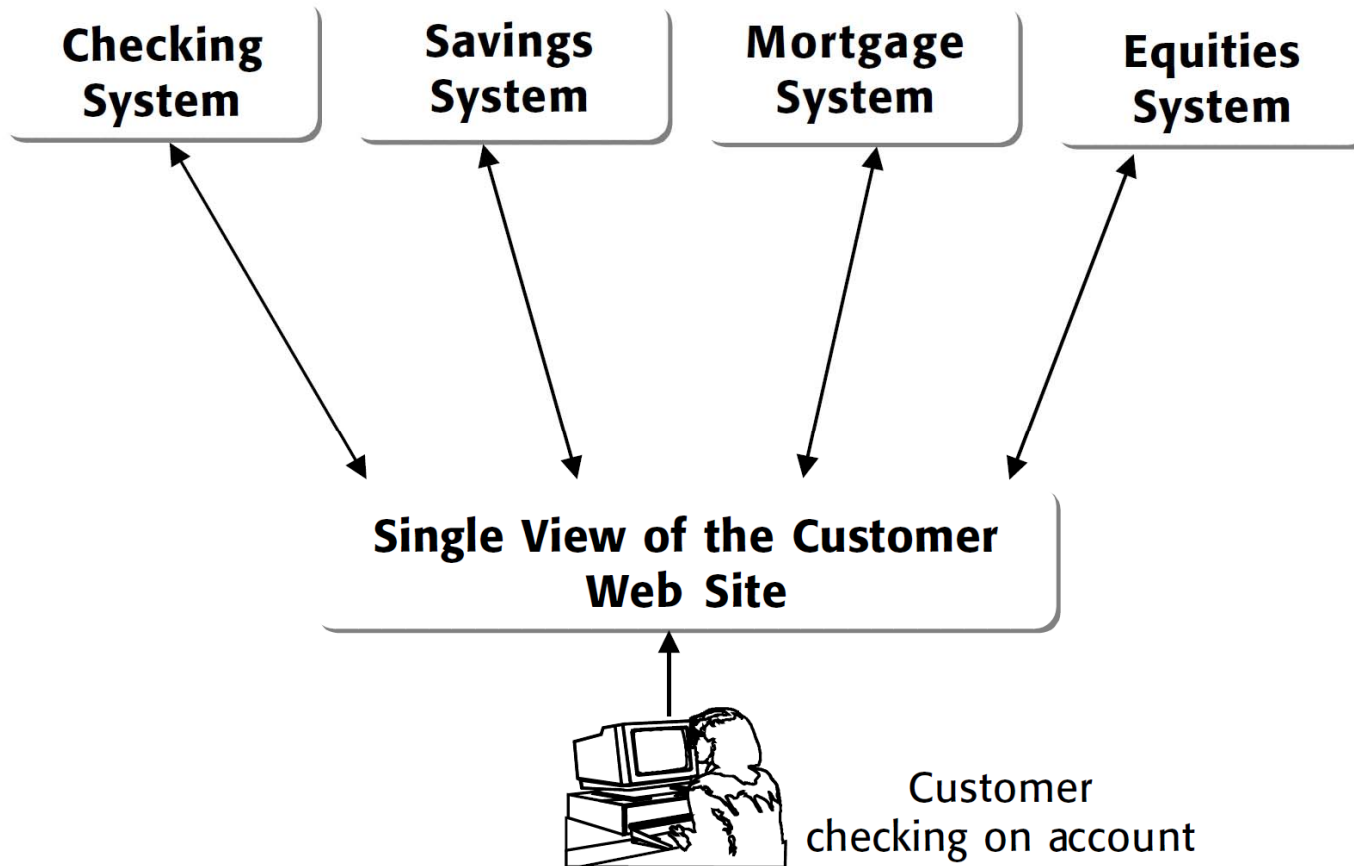 Checking
System
Savings
System
Mortgage
System
Equities
System
Single View of the Customer
Web Site
Customer
checking on account